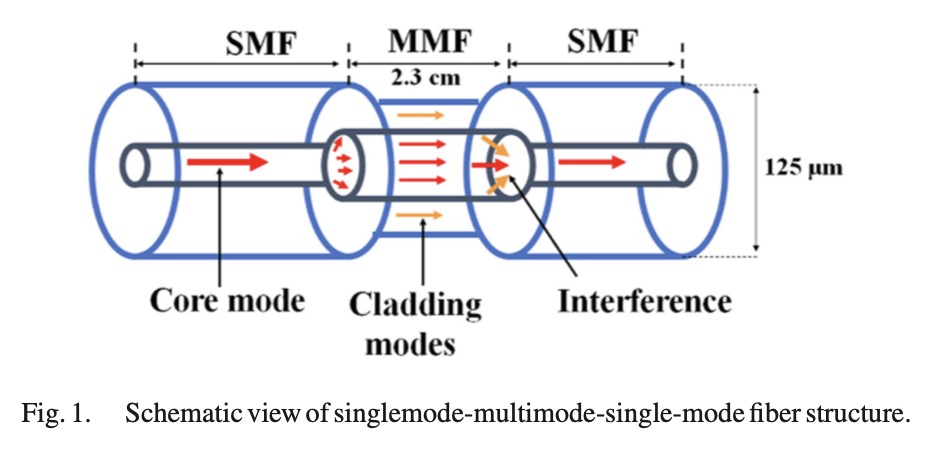 SMF
MMF
SMF
2.3 cm
125 μm
Core mode
Cladding
modes
Interference
Fig. 1. Schematic view of singlemode-multimode-single-mode fiber structure.